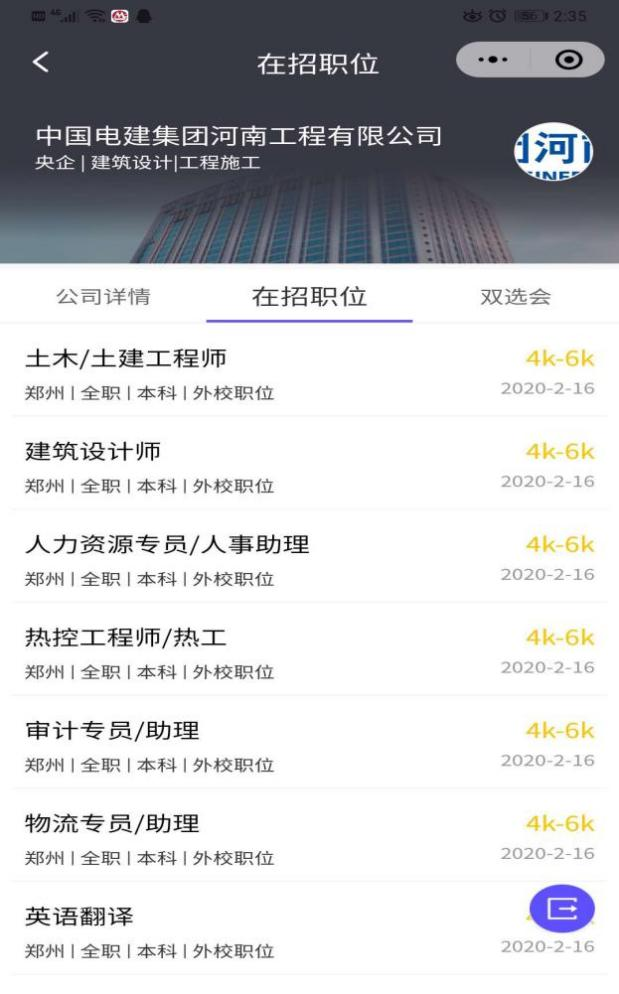 HD 4G 56 2:35
在招职位
中国电建集团河南工程有限公司
央企 | 建筑设计|工程施工
河
公司详情 在招职位 双选会
土木/土建工程师 4k-6k
郑州 | 全职 | 本科 | 外校职位 2020-2-16
建筑设计师 4k-6k
郑州 | 全职 | 本科 | 外校职位 2020-2-16
人力资源专员/人事助理 4k-6k
郑州 | 全职 | 本科 | 外校职位 2020-2-16
热控工程师/热工 4k-6k
郑州 | 全职 | 本科 | 外校职位 2020-2-16
审计专员/助理 4k-6k
郑州 | 全职 | 本科 | 外校职位 2020-2-16
物流专员/助理 4k-6k
郑州 | 全职 | 本科 | 外校职位 2020-2-16
英语翻译
郑州 | 全职 | 本科 | 外校职位 2020-2-16